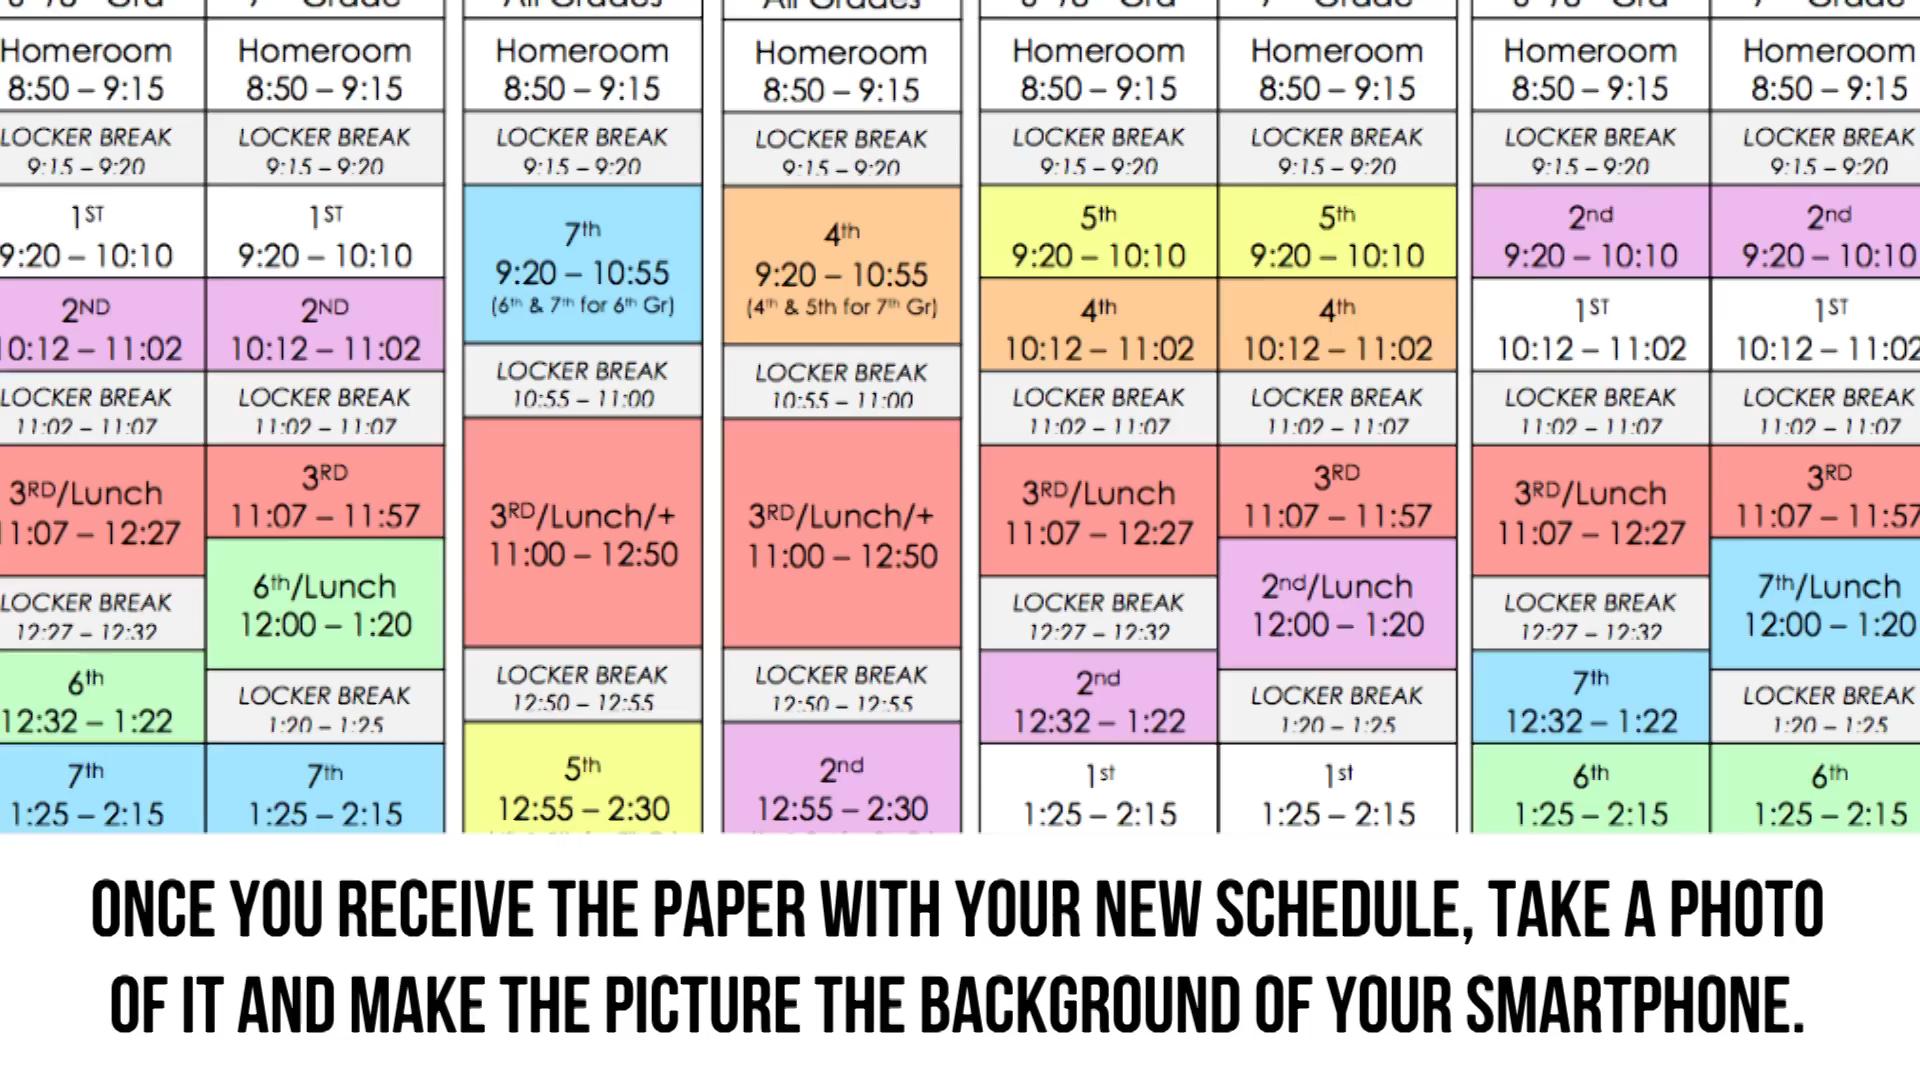 Homeroom
8:50 – 9:15
LOCKER BREAK
9:15 – 9:20
1ST
9:20 – 10:10
2ND
10:12 – 11:02
LOCKER BREAK
11:02 – 11:07
3RD/Lunch
11:07 – 12:27
LOCKER BREAK
12:27 – 12:32
6th
12:32 – 1:22
7th
1:25 – 2:15
Grade
Homeroom
8:50 – 9:15
LOCKER BREAK
9:15 – 9:20
1ST
9:20 – 10:10
2ND
10:12 – 11:02
LOCKER BREAK
11:02 – 11:07
3RD
11:07 – 11:57
6th/Lunch
12:00 – 1:20
LOCKER BREAK
1:20 – 1:25
7th
1:25 – 2:15
All Grades
Homeroom
8:50 – 9:15
LOCKER BREAK
9:15 – 9:20
7th
9:20 – 10:55
(6th & 7th for 6th Gr)
LOCKER BREAK
10:55 – 11:00
3RD/Lunch/+
11:00 – 12:50
LOCKER BREAK
12:50 – 12:55
5th
12:55 – 2:30
All Grades
Homeroom
8:50 – 9:15
LOCKER BREAK
9:15 – 9:20
4th
9:20 – 10:55
(4th & 5th for 7th Gr)
LOCKER BREAK
10:55 – 11:00
3RD/Lunch/+
11:00 – 12:50
LOCKER BREAK
12:50 – 12:55
2nd
12:55 – 2:30
Homeroom
8:50 – 9:15
LOCKER BREAK
9:15 – 9:20
5th
9:20 – 10:10
4th
10:12 – 11:02
LOCKER BREAK
11:02 – 11:07
3RD/Lunch
11:07 – 12:27
LOCKER BREAK
12:27 – 12:32
2nd
12:32 – 1:22
1st
1:25 – 2:15
Grade
Homeroom
8:50 – 9:15
LOCKER BREAK
9:15 – 9:20
5th
9:20 – 10:10
4th
10:12 – 11:02
LOCKER BREAK
11:02 – 11:07
3RD
11:07 – 11:57
2nd/Lunch
12:00 – 1:20
LOCKER BREAK
1:20 – 1:25
1st
1:25 – 2:15
Homeroom
8:50 – 9:15
LOCKER BREAK
9:15 – 9:20
2nd
9:20 – 10:10
1ST
10:12 – 11:02
LOCKER BREAK
11:02 – 11:07
3RD/Lunch
11:07 – 12:27
LOCKER BREAK
12:27 – 12:32
7th
12:32 – 1:22
6th
1:25 – 2:15
Grade
Homeroom
8:50 – 9:15
LOCKER BREAK
9:15 – 9:20
2nd
9:20 – 10:10
1ST
10:12 – 11:02
LOCKER BREAK
11:02 – 11:07
3RD
11:07 – 11:57
7th/Lunch
12:00 – 1:20
LOCKER BREAK
1:20 – 1:25
6th
1:25 – 2:15
ONCE YOU RECEIVE THE PAPER WITH YOUR NEW SCHEDULE, TAKE A PHOTO
OF IT AND MAKE THE PICTURE THE BACKGROUND OF YOUR SMARTPHONE.